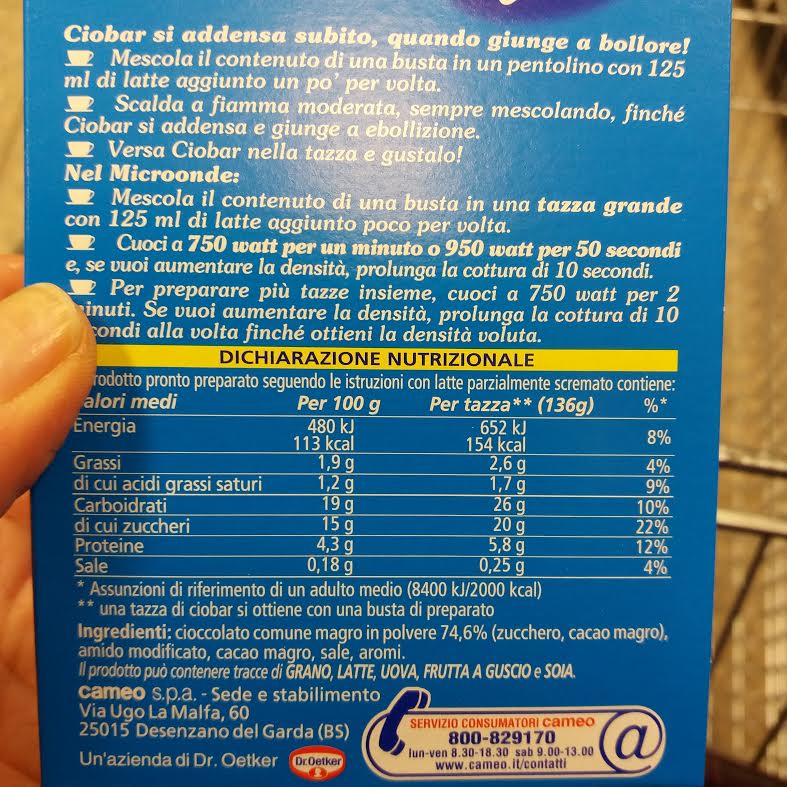 Ciobar si addensa subito, quando giunge a bollore!
Mescola il contenuto di una busta in un pentolino con 125
ml di latte aggiunto un po' per volta.
Scalda a fiamma moderata, sempre mescolando, finché
Ciobar si addensa e giunge a ebollizione.
Versa Ciobar nella tazza e gustalo!
Nel Microonde:
Mescola il contenuto di una busta in una tazza grande
con 125 ml di latte aggiunto poco per volta.
Cuoci a 750 watt per un minuto o 950 watt per 50 secondi
e, se vuoi aumentare la densità, prolunga la cottura di 10 secondi.
Per preparare più tazze insieme, cuoci a 750 watt per 2
inuti. Se vuoi aumentare la densità, prolunga la cottura di 10
condi alla volta finché ottieni la densità voluta.
DICHIARAZIONE NUTRIZIONALE
rodotto pronto preparato seguendo le istruzioni con latte parzialmente scremato contiene:
alori medi Per 100 g Per tazza** (136g) %*
Energia 480 kJ 652 kJ
113 kcal 154 kcal 8%
Grassi 1,9 g 2,6 g 4%
di cui acidi grassi saturi 1,2 g 1,7 g 9%
Carboidrati 19 g 26 g 10%
di cui zuccheri 15 g 20 g 22%
Proteine 4,3 g 5,8 g 12%
Sale 0,18 g 0,25 g 4%
* Assunzioni di riferimento di un adulto medio (8400 kJ/2000 kcal)
** una tazza di ciobar si ottiene con una busta di preparato
Ingredienti: cioccolato comune magro in polvere 74,6% (zucchero, cacao magro),
amido modificato, cacao magro, sale, aromi.
Il prodotto può contenere tracce di GRANO, LATTE, UOVA, FRUTTA A GUSCIO e SOIA.
cameo s.p.a. - Sede e stabilimento
Via Ugo La Malfa, 60
25015 Desenzano del Garda (BS)
Un'azienda di Dr. Oetker Dr.Oetker
SERVIZIO CONSUMATORI cameo
800-829170
lun-ven 8.30-18.30 sab 9.00-13.00
www.cameo.it/contatti
@